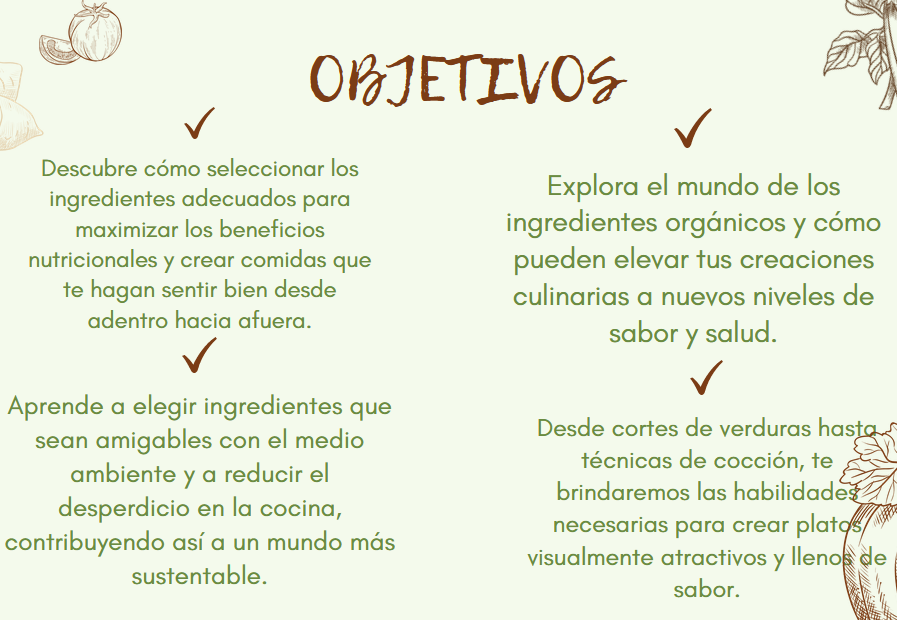 OBJETIVOS
Descubre cómo seleccionar los
ingredientes adecuados para
maximizar los beneficios
nutricionales y crear comidas que
te hagan sentir bien desde
adentro hacia afuera.
Aprende a elegir ingredientes que
sean amigables con el medio
ambiente y a reducir el
desperdicio en la cocina,
contribuyendo así a un mundo más
sustentable.
Explora el mundo de los
ingredientes orgánicos y cómo
pueden elevar tus creaciones
culinarias a nuevos niveles de
sabor y salud.
Desde cortes de verduras hasta
técnicas de cocción, te
brindaremos las habilidades
necesarias para crear platos
visualmente atractivos y llenos de
sabor.